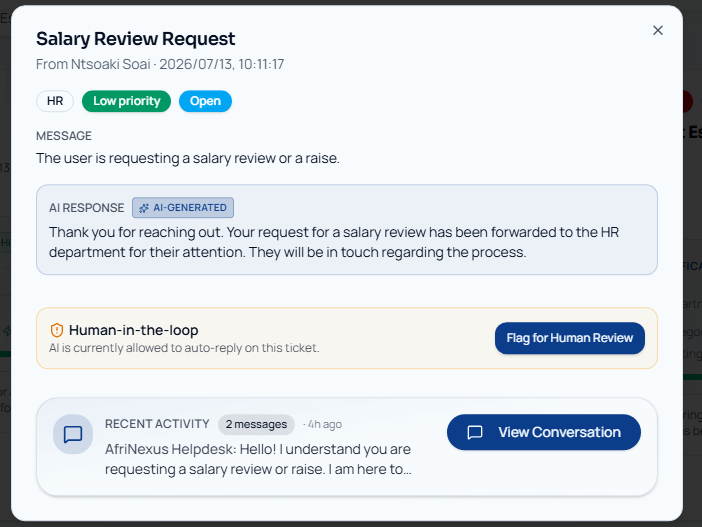 Salary Review Request
From Ntsoaki Soai · 2026/07/13, 10:11:17
HR Low priority Open
MESSAGE
The user is requesting a salary review or a raise.
AI RESPONSE AI-GENERATED
Thank you for reaching out. Your request for a salary review has been forwarded to the HR
department for their attention. They will be in touch regarding the process.
Human-in-the-loop
AI is currently allowed to auto-reply on this ticket.
Flag for Human Review
RECENT ACTIVITY 2 messages · 4h ago
AfriNexus Helpdesk: Hello! I understand you are
requesting a salary review or raise. I am here to...
View Conversation